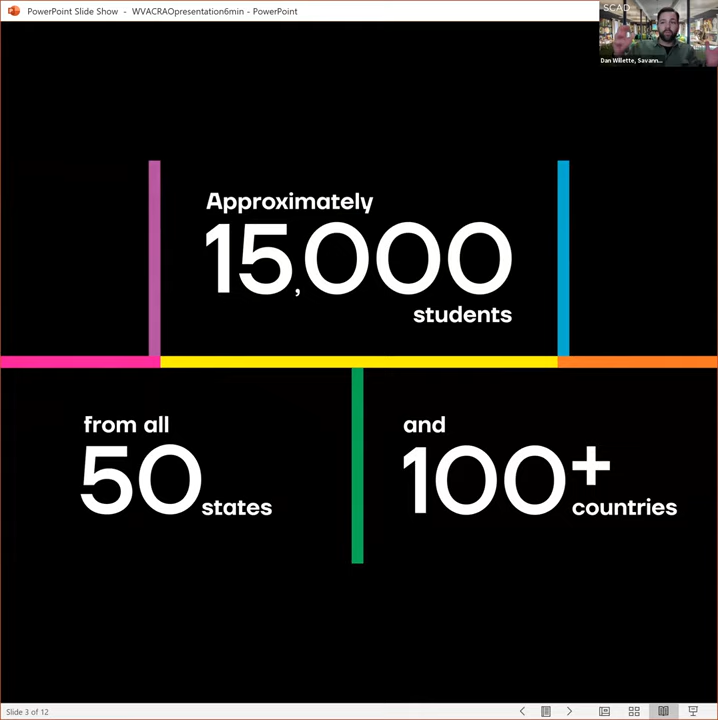 PowerPoint Slide Show - WVACRAOpresentation6min - PowerPoint
SCAD
Dan Willette, Savann...
Approximately
15,000
students
from all
50 states
and
100+
countries
Slide 3 of 12